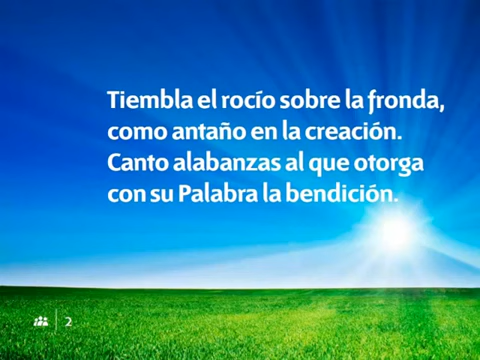 Tiembla el rocío sobre la fronda,
como antaño en la creación.
Canto alabanzas al que otorga
con su Palabra la bendición.
2